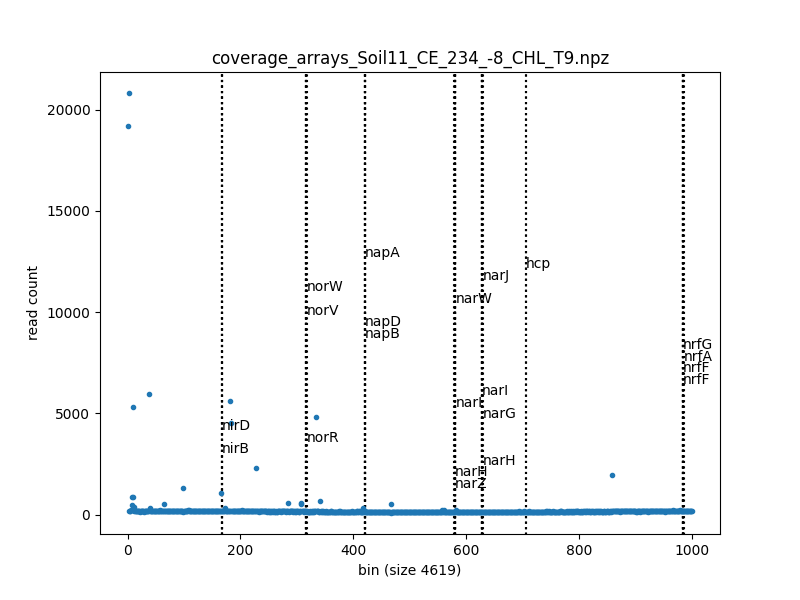 coverage_arrays_Soil11_CE_234_-8_CHL_T9.npz
20000
15000
10000
5000
0
read count
napA
hcp
norW
narJ
narW
norV
napD
napB
nrfG
nrfA
nrfF
nrfF
narI
narG
nirD
norR
nirB
narH
narH
narZ
0
200
400
600
800
1000
bin (size 4619)